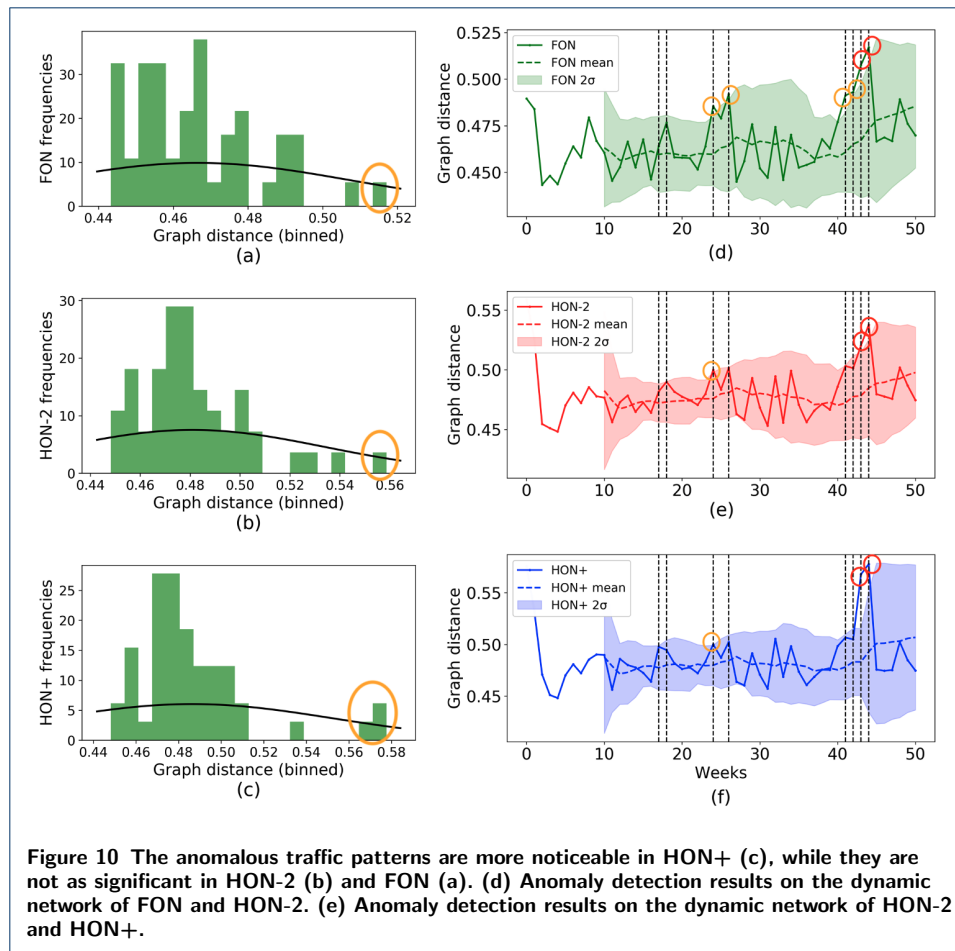 30
20
10
0
FON frequencies
0.44 0.46 0.48 0.50 0.52
Graph distance (binned)
(a)
0.525
0.500
0.475
0.450
Graph distance
FON
FON mean
FON 2σ
0 10 20 30 40 50
(d)
30
20
10
0
HON-2 frequencies
0.44 0.46 0.48 0.50 0.52 0.54 0.56
Graph distance (binned)
(b)
0.55
0.50
0.45
Graph distance
HON-2
HON-2 mean
HON-2 2σ
0 10 20 30 40 50
(e)
25
20
15
10
5
0
HON+ frequencies
0.44 0.46 0.48 0.50 0.52 0.54 0.56 0.58
Graph distance (binned)
(c)
0.55
0.50
0.45
Graph distance
HON+
HON+ mean
HON+ 2σ
0 10 20 30 40 50
Weeks
(f)
Figure 10 The anomalous traffic patterns are more noticeable in HON+ (c), while they are
not as significant in HON-2 (b) and FON (a). (d) Anomaly detection results on the dynamic
network of FON and HON-2. (e) Anomaly detection results on the dynamic network of HON-2
and HON+.